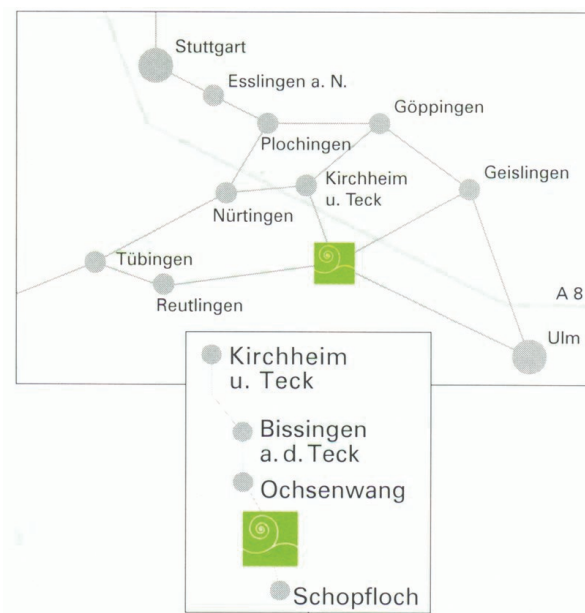 Stuttgart
Esslingen a. N.
Göppingen
Plochingen
Kirchheim
u. Teck
Geislingen
Nürtingen
Tübingen
Reutlingen
A 8
Ulm
Kirchheim
u. Teck
Bissingen
a. d. Teck
Ochsenwang
Schopfloch